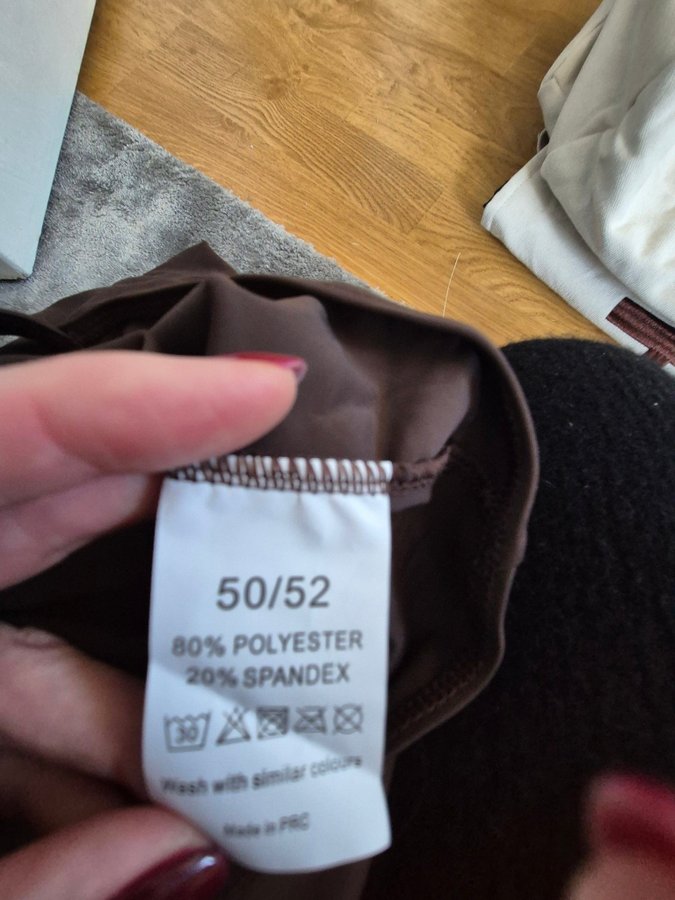 50/52
80% POLYESTER
20% SPANDEX
30
Wash with similar colours
Made in PRC